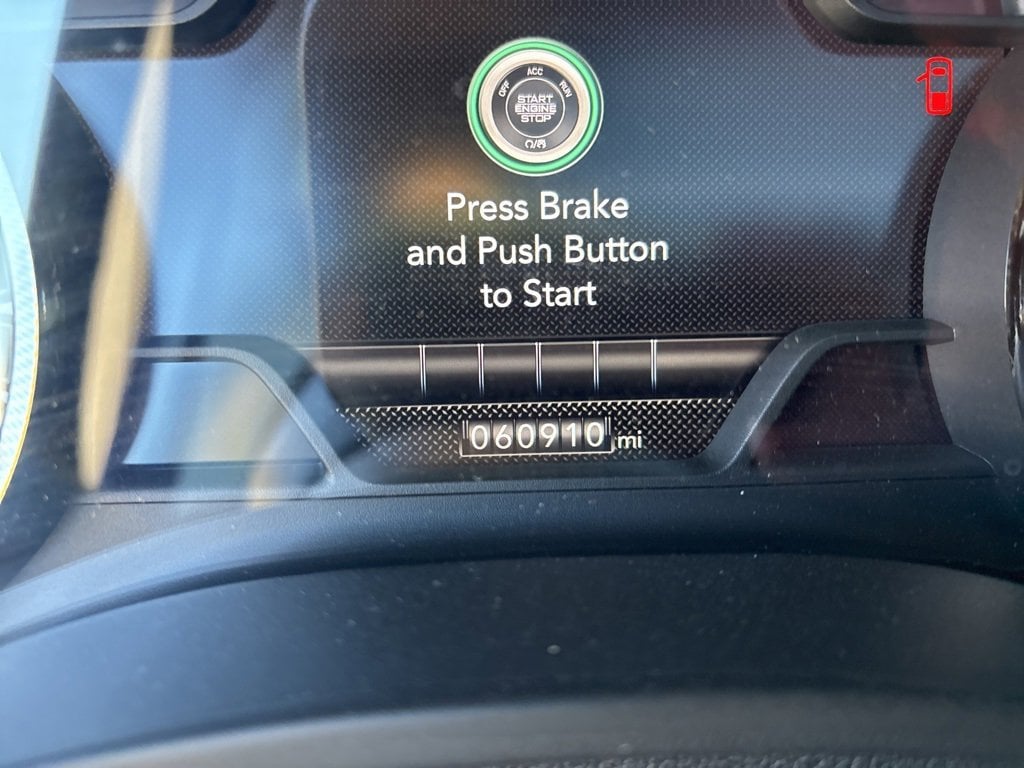 OFF ACC RUN
START
ENGINE
STOP
Press Brake
and Push Button
to Start
060910 mi